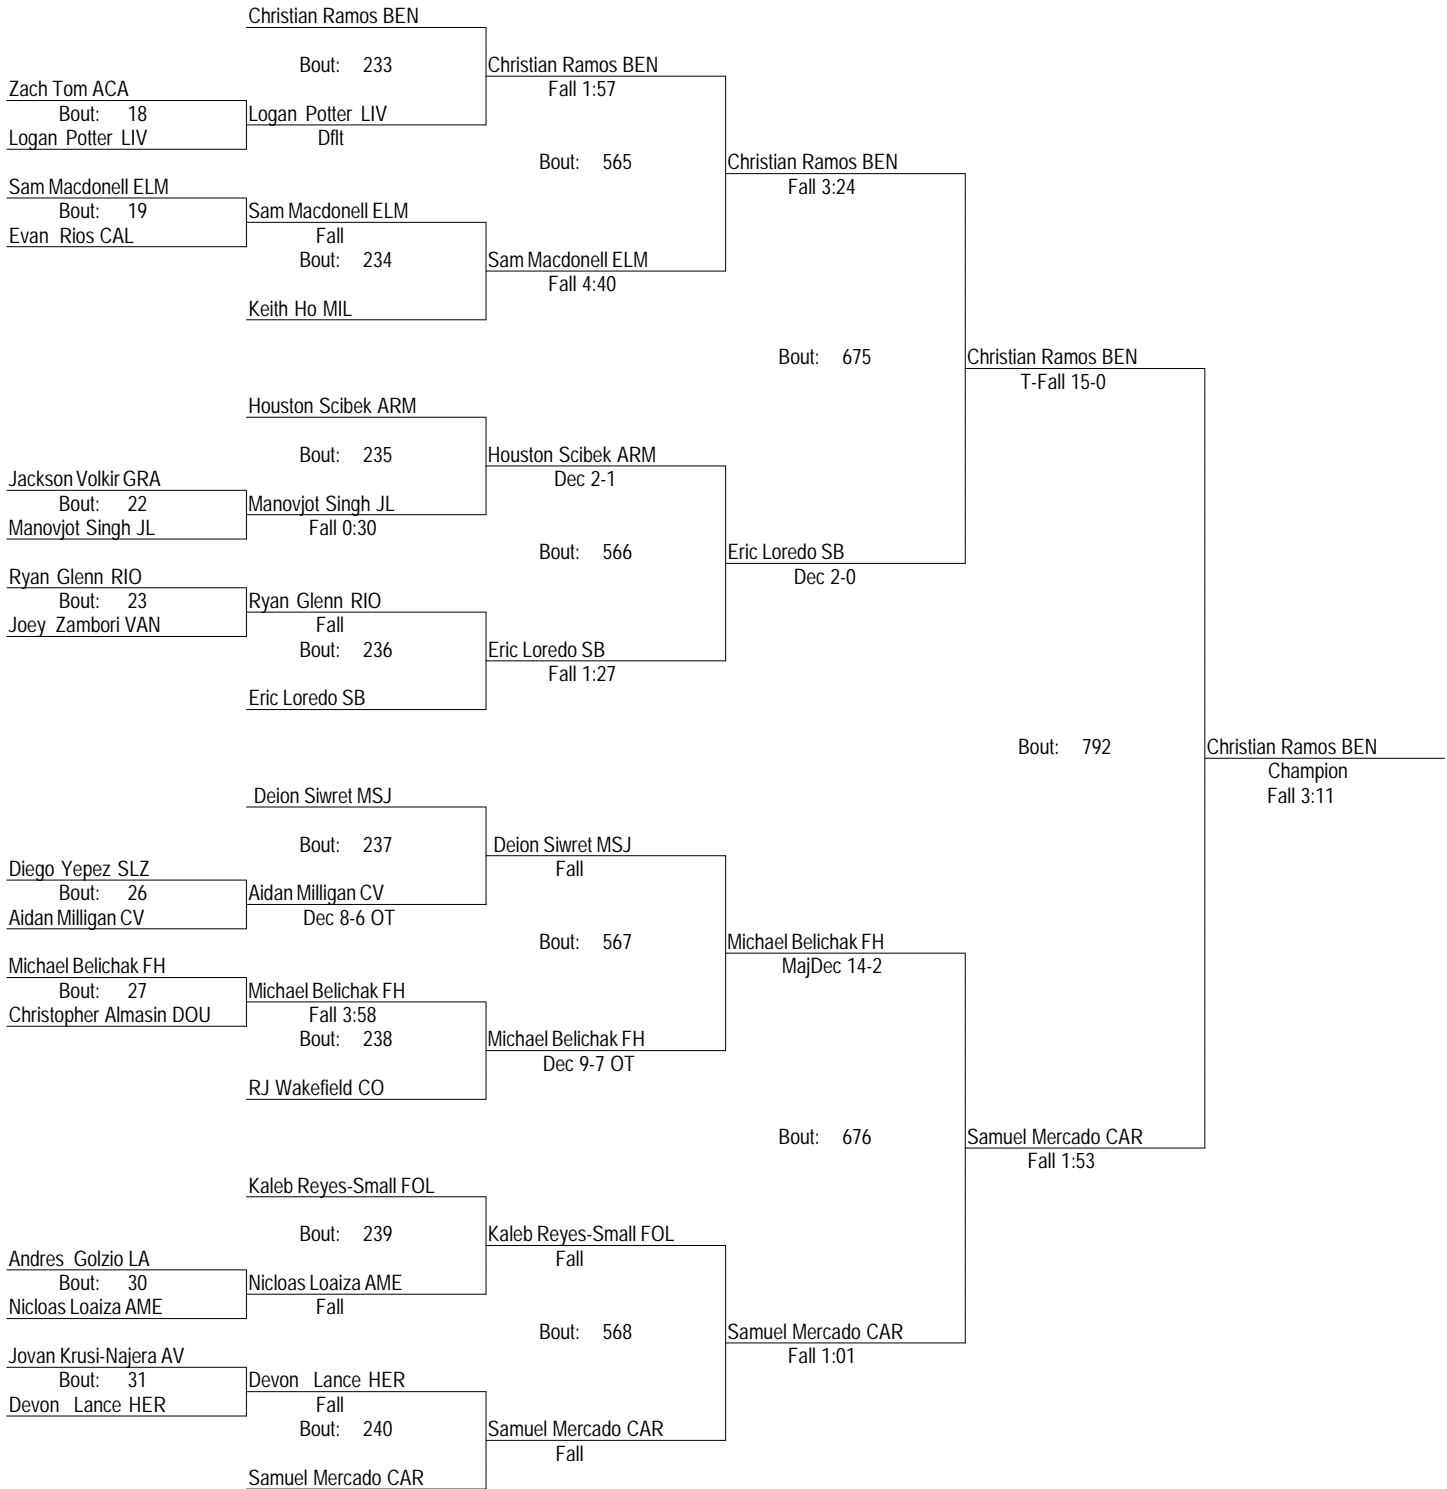 Christian Ramos BEN
Bout: 233
Christian Ramos BEN
Fall 1:57
Zach Tom ACA
Bout: 18
Logan Potter LIV
Logan Potter LIV
Dflt
Bout: 565
Christian Ramos BEN
Fall 3:24
Sam Macdonell ELM
Bout: 19
Evan Rios CAL
Sam Macdonell ELM
Fall
Bout: 234
Sam Macdonell ELM
Fall 4:40
Keith Ho MIL
Bout: 675
Christian Ramos BEN
T-Fall 15-0
Houston Scibek ARM
Bout: 235
Houston Scibek ARM
Dec 2-1
Jackson Volkir GRA
Bout: 22
Manovjot Singh JL
Manovjot Singh JL
Fall 0:30
Bout: 566
Eric Loredo SB
Dec 2-0
Ryan Glenn RIO
Bout: 23
Joey Zambori VAN
Ryan Glenn RIO
Fall
Bout: 236
Eric Loredo SB
Fall 1:27
Eric Loredo SB
Bout: 792
Christian Ramos BEN
Champion
Fall 3:11
Deion Siwret MSJ
Bout: 237
Deion Siwret MSJ
Fall
Diego Yepez SLZ
Bout: 26
Aidan Milligan CV
Aidan Milligan CV
Dec 8-6 OT
Bout: 567
Michael Belichak FH
MajDec 14-2
Michael Belichak FH
Bout: 27
Christopher Almasin DOU
Michael Belichak FH
Fall 3:58
Bout: 238
Michael Belichak FH
Dec 9-7 OT
RJ Wakefield CO
Bout: 676
Samuel Mercado CAR
Fall 1:53
Kaleb Reyes-Small FOL
Bout: 239
Kaleb Reyes-Small FOL
Fall
Andres Golzio LA
Bout: 30
Nicloas Loaiza AME
Nicloas Loaiza AME
Fall
Bout: 568
Samuel Mercado CAR
Fall 1:01
Jovan Krusi-Najera AV
Bout: 31
Devon Lance HER
Devon Lance HER
Fall
Bout: 240
Samuel Mercado CAR
Fall
Samuel Mercado CAR